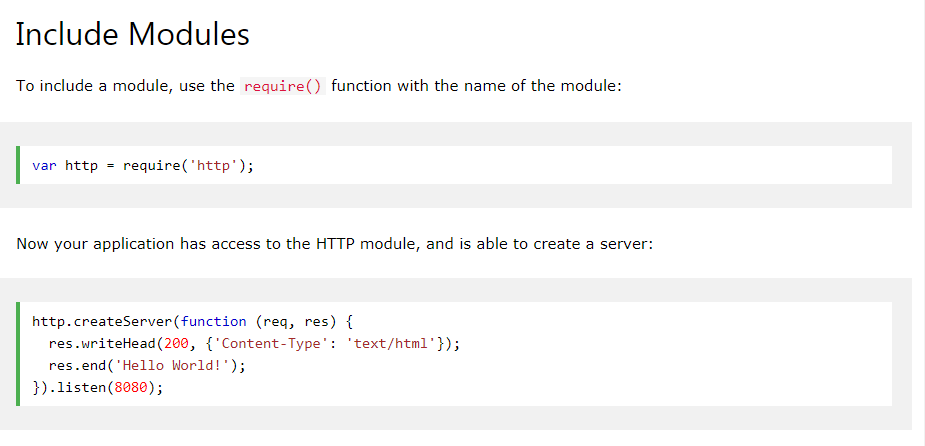 Include Modules
To include a module, use the require() function with the name of the module:
var http = require('http');
Now your application has access to the HTTP module, and is able to create a server:
http.createServer(function (req, res) {
  res.writeHead(200, {'Content-Type': 'text/html'});
  res.end('Hello World!');
}).listen(8080);